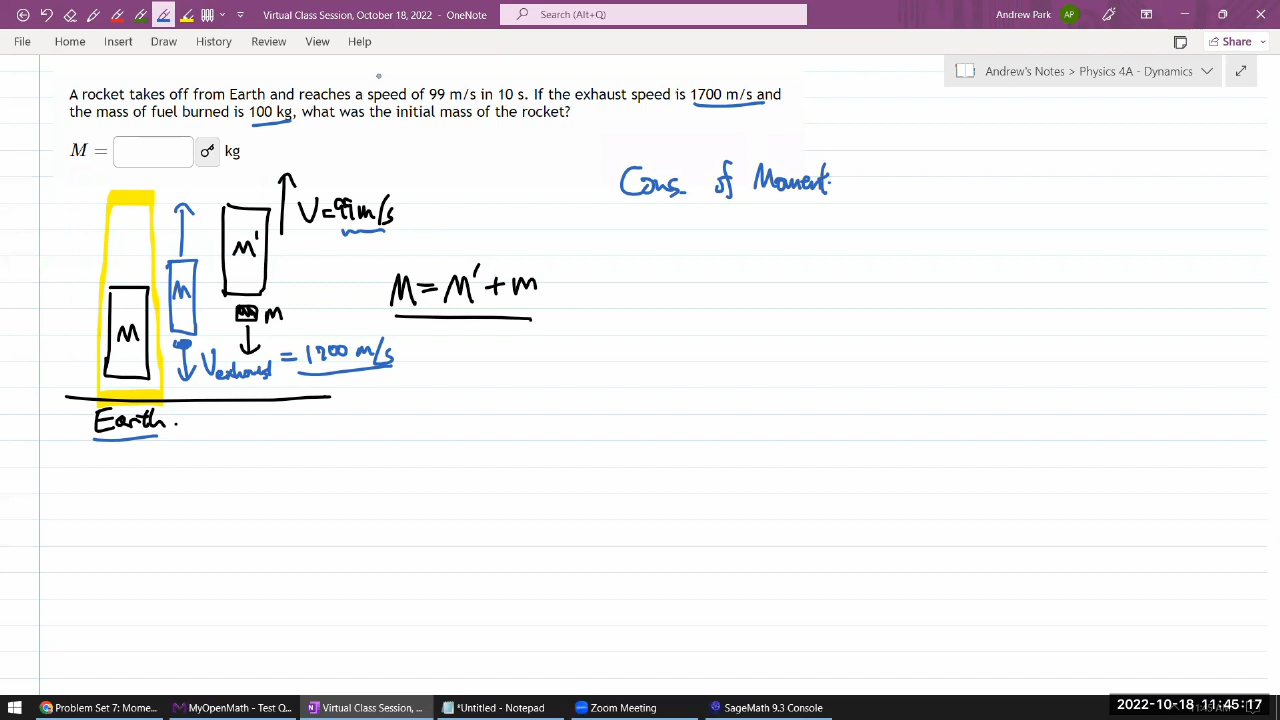 Virtual Class Session, October 18, 2022 - OneNote
Search (Alt+Q)
Andrew Park
AP
File Home Insert Draw History Review View Help
Share
Andrew's Notes > Physics 4A - Dynamics
A rocket takes off from Earth and reaches a speed of 99 m/s in 10 s. If the exhaust speed is 1700 m/s and
the mass of fuel burned is 100 kg, what was the initial mass of the rocket?
M = kg
Cons. of Moment.
V=99m/s
M'
M
M
M = M' + m
m
Vexhaust = 1700 m/s
Earth.
Problem Set 7: Mome...
MyOpenMath - Test Q...
Virtual Class Session,...
*Untitled - Notepad
Zoom Meeting
SageMath 9.3 Console
2022-10-18 11:45:17